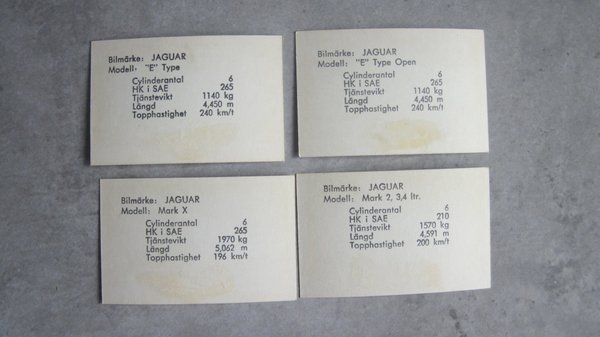 Bilmärke: JAGUAR
Modell: "E" Type
Cylinderantal 6
HK i SAE 265
Tjänstevikt 1140 kg
Längd 4,450 m
Topphastighet 240 km/t
Bilmärke: JAGUAR
Modell: "E" Type Open
Cylinderantal 6
HK i SAE 265
Tjänstevikt 1140 kg
Längd 4,450 m
Topphastighet 240 km/t
Bilmärke: JAGUAR
Modell: Mark X
Cylinderantal 6
HK i SAE 265
Tjänstevikt 1970 kg
Längd 5,062 m
Topphastighet 196 km/t
Bilmärke: JAGUAR
Modell: Mark 2, 3,4 ltr.
Cylinderantal 6
HK i SAE 210
Tjänstevikt 1570 kg
Längd 4,591 m
Topphastighet 200 km/t